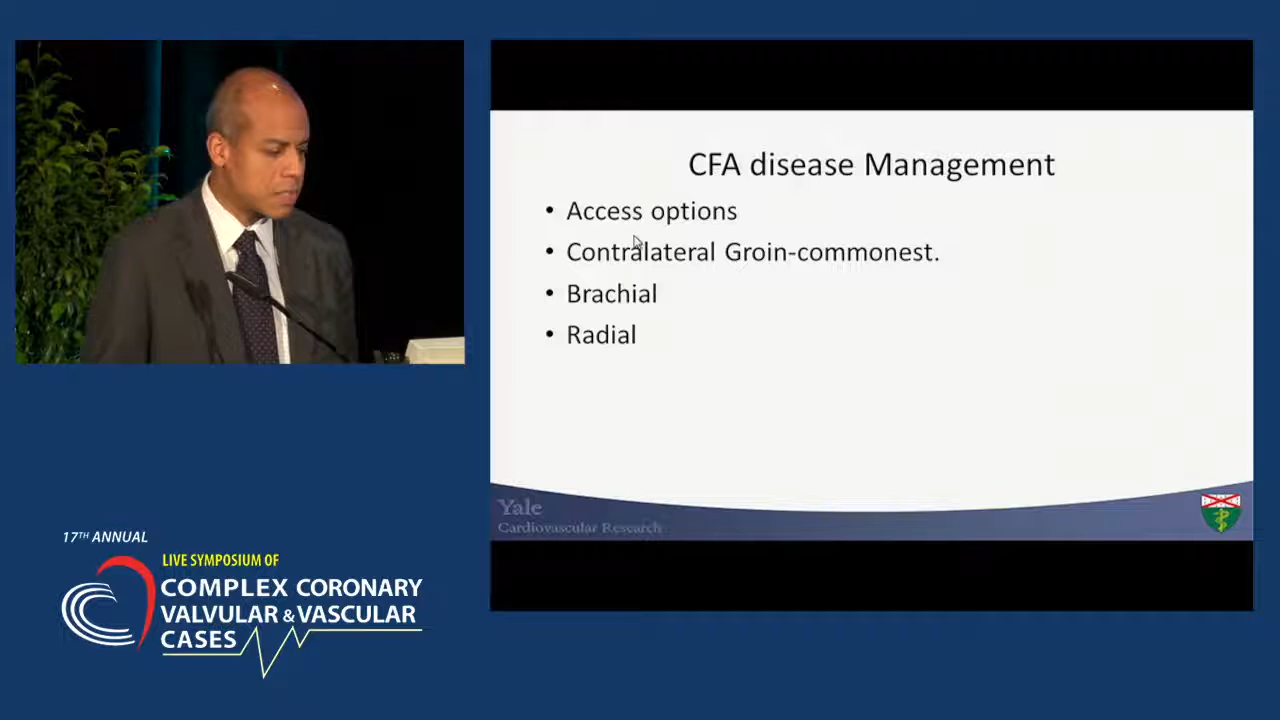 CFA disease Management
• Access options
• Contralateral Groin-commonest.
• Brachial
• Radial
Yale
Cardiovascular Research
17TH ANNUAL
LIVE SYMPOSIUM OF
COMPLEX CORONARY
VALVULAR & VASCULAR
CASES